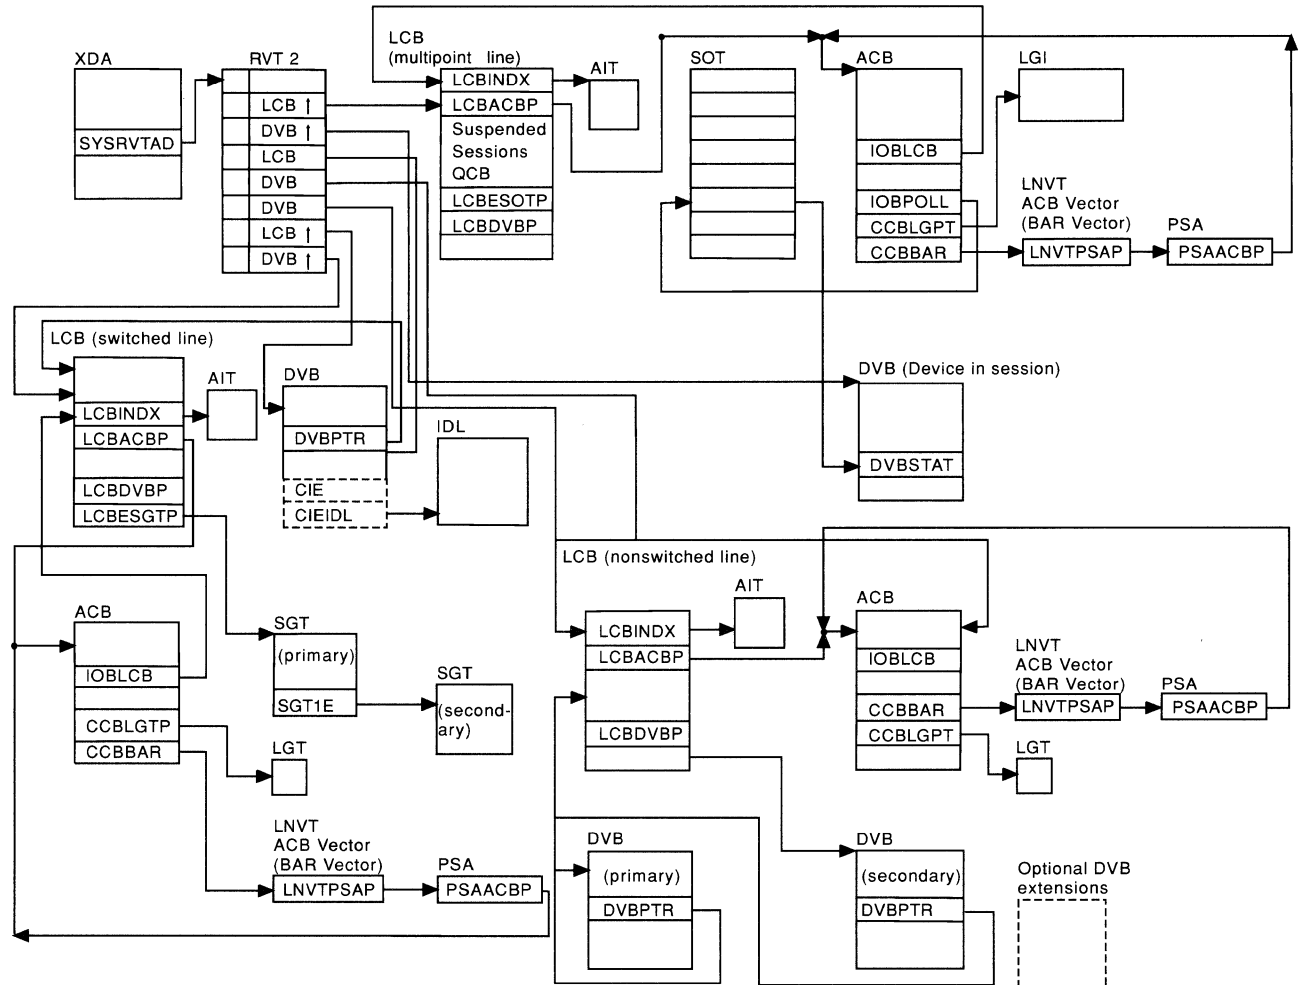 XDA
SYSRVTAD
RVT 2
LCB ↑
DVB ↑
LCB
DVB
DVB
LCB ↑
DVB ↑
LCB
(multipoint line)
LCBINDX
LCBACBP
Suspended
Sessions
QCB
LCBESOTP
LCBDVBP
AIT
SOT
ACB
IOBLCB
IOBPOLL
CCBLGPT
CCBBAR
LGI
LNVT
ACB Vector
(BAR Vector)
LNVTPSAP
PSA
PSAACBP
LCB (switched line)
LCBINDX
LCBACBP
LCBDVBP
LCBESGTP
AIT
DVB
DVBPTR
CIE
CIEIDL
IDL
DVB (Device in session)
DVBSTAT
ACB
IOBLCB
CCBLGTP
CCBBAR
SGT
(primary)
SGT1E
SGT
(second-
ary)
LGT
LNVT
ACB Vector
(BAR Vector)
LNVTPSAP
PSA
PSAACBP
LCB (nonswitched line)
LCBINDX
LCBACBP
LCBDVBP
AIT
ACB
IOBLCB
CCBBAR
CCBLGPT
LNVT
ACB Vector
(BAR Vector)
LNVTPSAP
PSA
PSAACBP
LGT
DVB
(primary)
DVBPTR
DVB
(secondary)
DVBPTR
Optional DVB
extensions